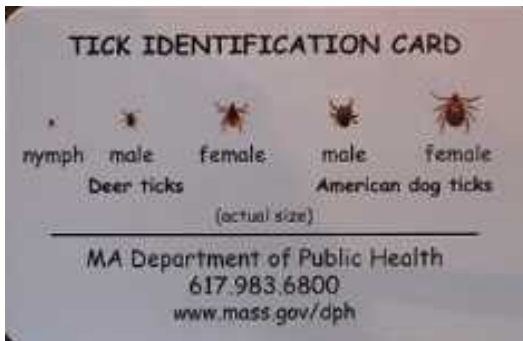 TICK IDENTIFICATION CARD
nymph male female male female
Deer ticks American dog ticks
(actual size)
MA Department of Public Health
617.983.6800
www.mass.gov/dph